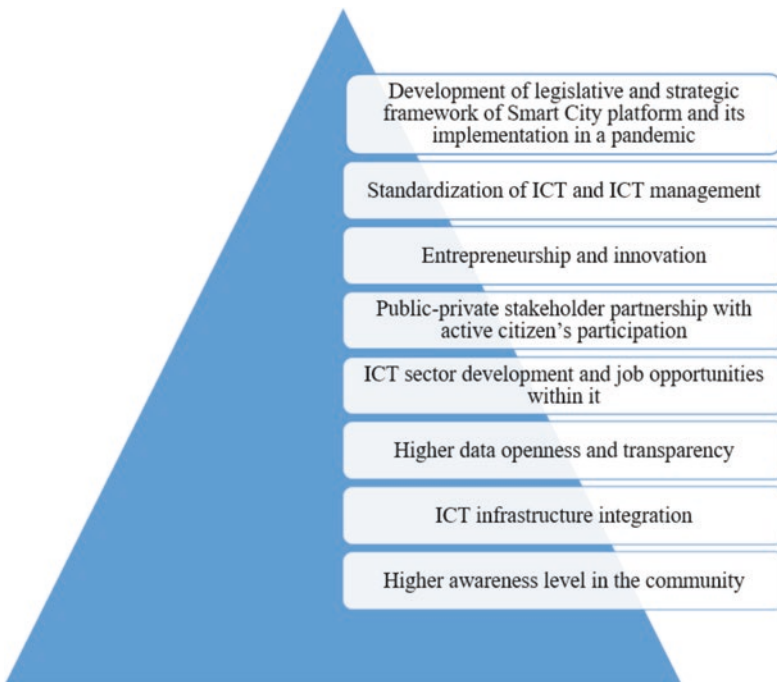 Development of legislative and strategic
framework of Smart City platform and its
implementation in a pandemic
Standardization of ICT and ICT management
Entrepreneurship and innovation
Public-private stakeholder partnership with
active citizen's participation
ICT sector development and job opportunities
within it
Higher data openness and transparency
ICT infrastructure integration
Higher awareness level in the community